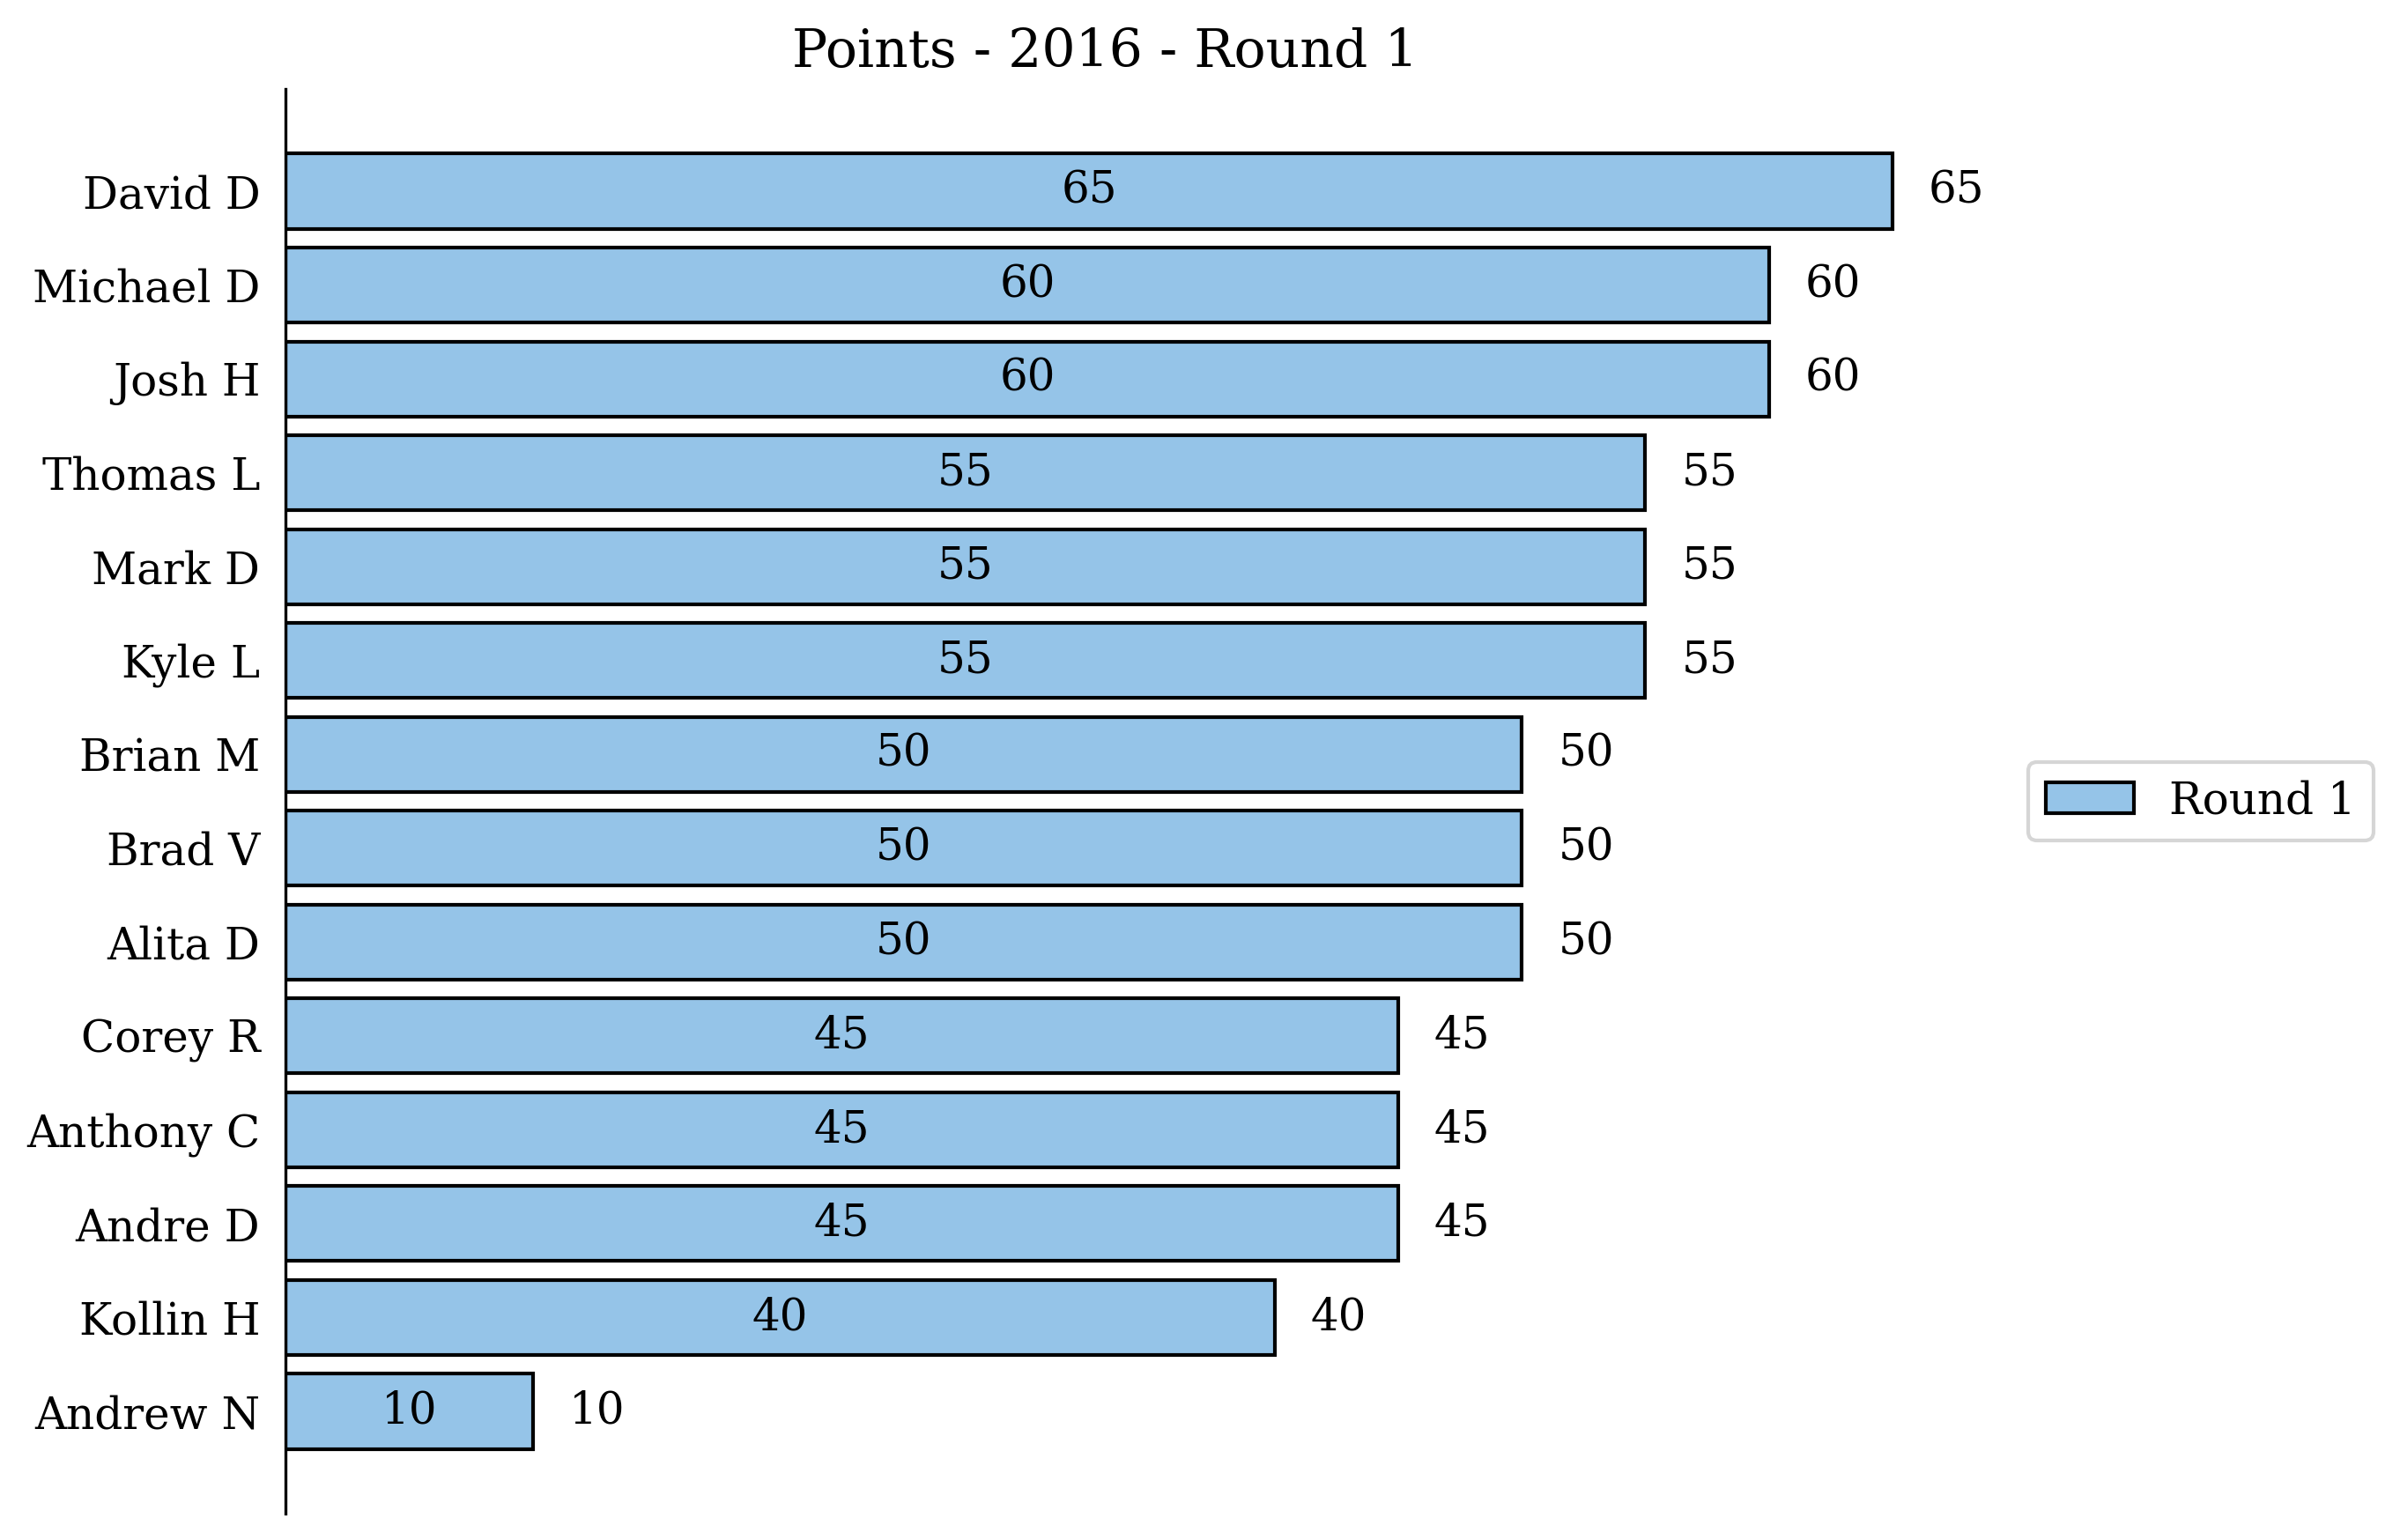 Points - 2016 - Round 1
David D 65 65
Michael D 60 60
Josh H 60 60
Thomas L 55 55
Mark D 55 55
Kyle L 55 55
Brian M 50 50
Round 1
Brad V 50 50
Alita D 50 50
Corey R 45 45
Anthony C 45 45
Andre D 45 45
Kollin H 40 40
Andrew N 10 10